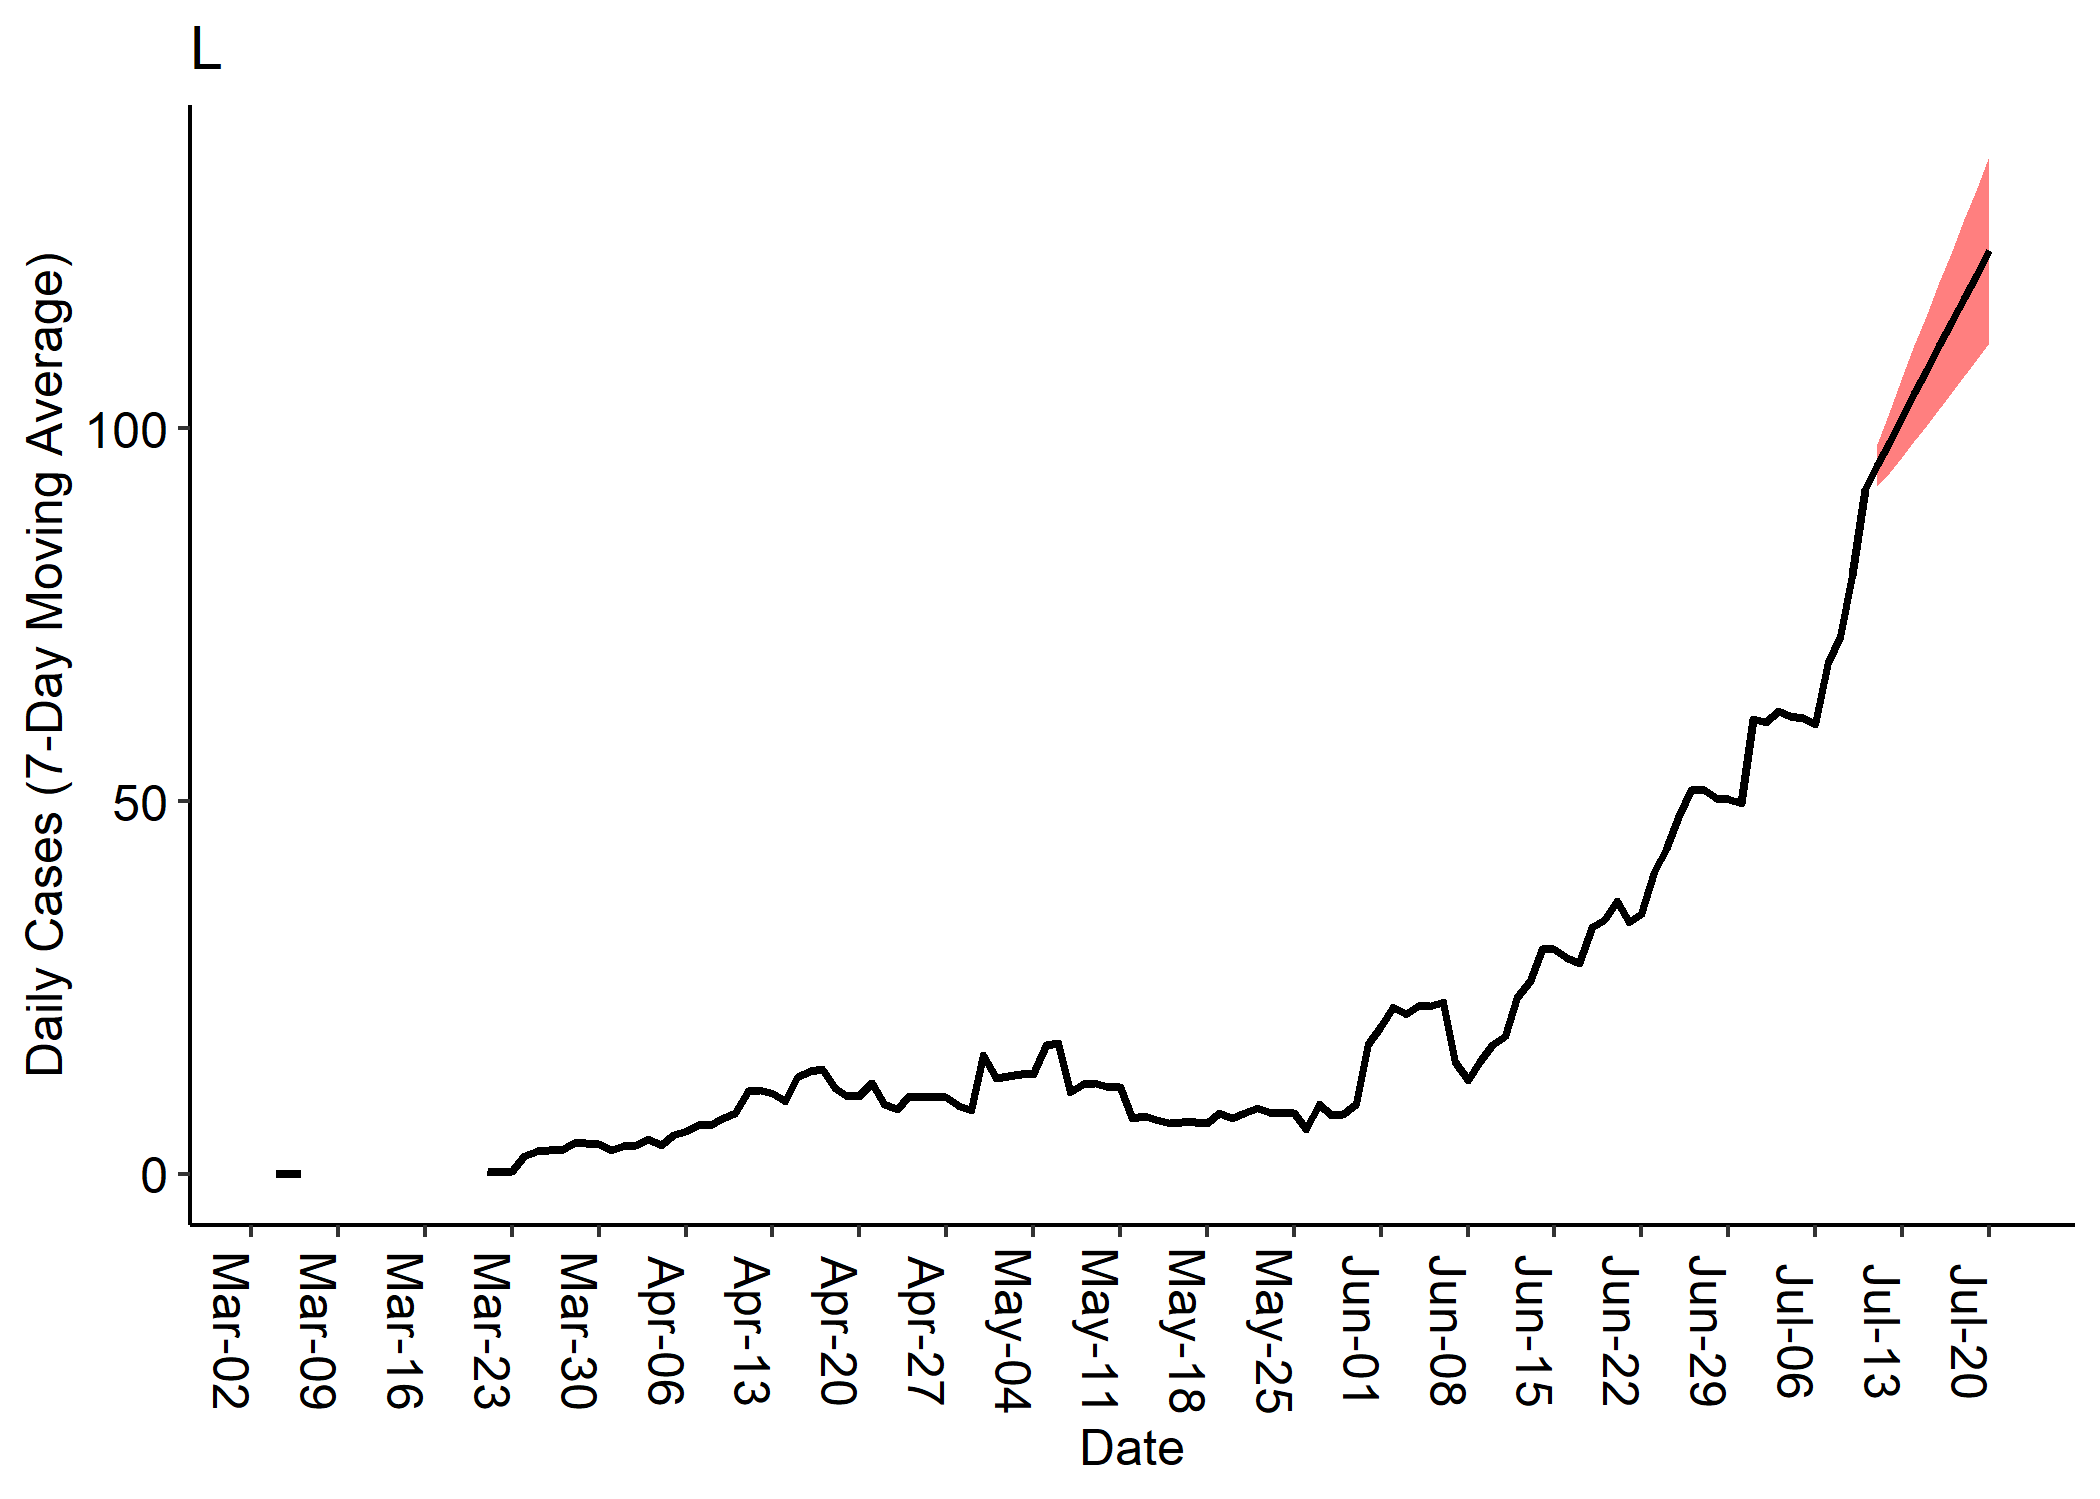 L
Daily Cases (7-Day Moving Average)
100
50
0
Mar-02
Mar-09
Mar-16
Mar-23
Mar-30
Apr-06
Apr-13
Apr-20
Apr-27
May-04
May-11
May-18
May-25
Jun-01
Jun-08
Jun-15
Jun-22
Jun-29
Jul-06
Jul-13
Jul-20
Date